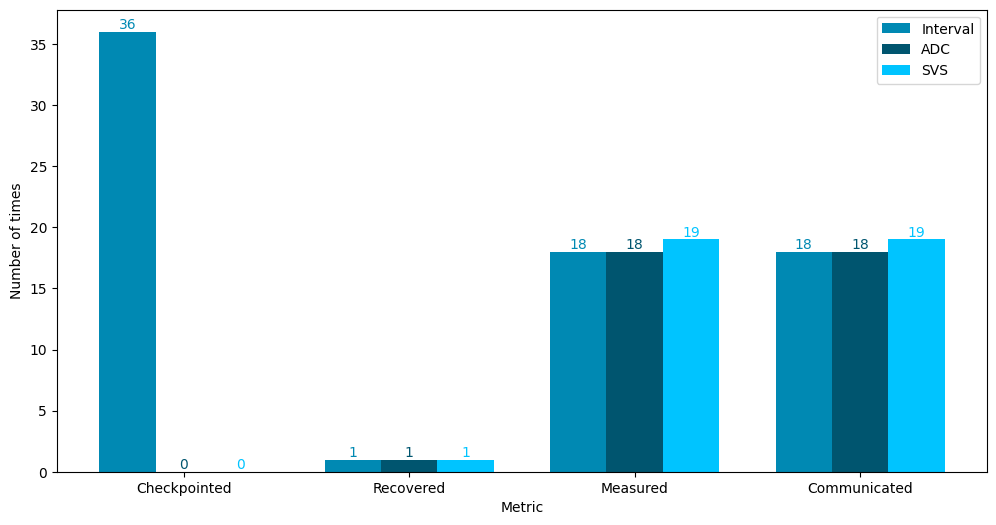 36
Interval
ADC
SVS
35
30
25
20
15
10
5
0
0
0
1
1
1
18
18
19
18
18
19
Checkpointed
Recovered
Measured
Communicated
Number of times
Metric